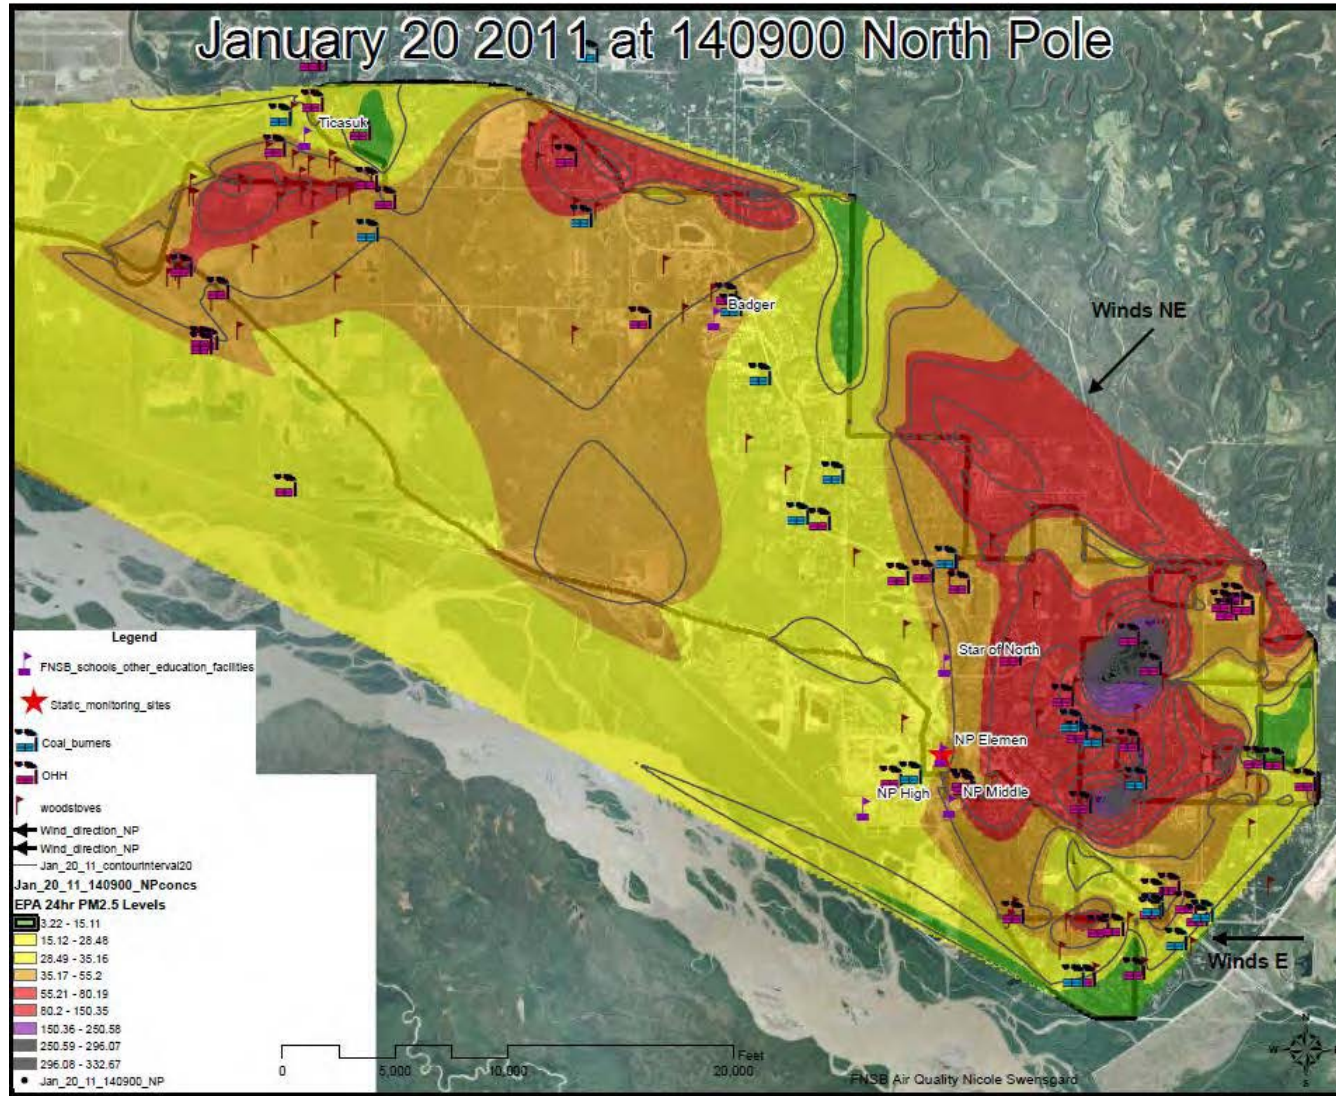 January 20 2011 at 140900 North Pole
Ticasuk
Badger
Winds NE
Star of North
NP Elemen
NP High
NP Middle
Winds E
Legend
FNSB_schools_other_education_facilities
Static_monitoring_sites
Coal_burners
OHH
woodstoves
Wind_direction_NP
Wind_direction_NP
Jan_20_11_contourinterval20
Jan_20_11_140900_NPconcs
EPA 24hr PM2.5 Levels
3.22 - 15.11
15.12 - 28.48
28.49 - 35.16
35.17 - 55.2
55.21 - 80.19
80.2 - 150.35
150.36 - 250.58
250.59 - 296.07
296.08 - 332.67
Jan_20_11_140900_NP
Feet
0 5,000 10,000 20,000
FNSB Air Quality Nicole Swensgard
N
W
S